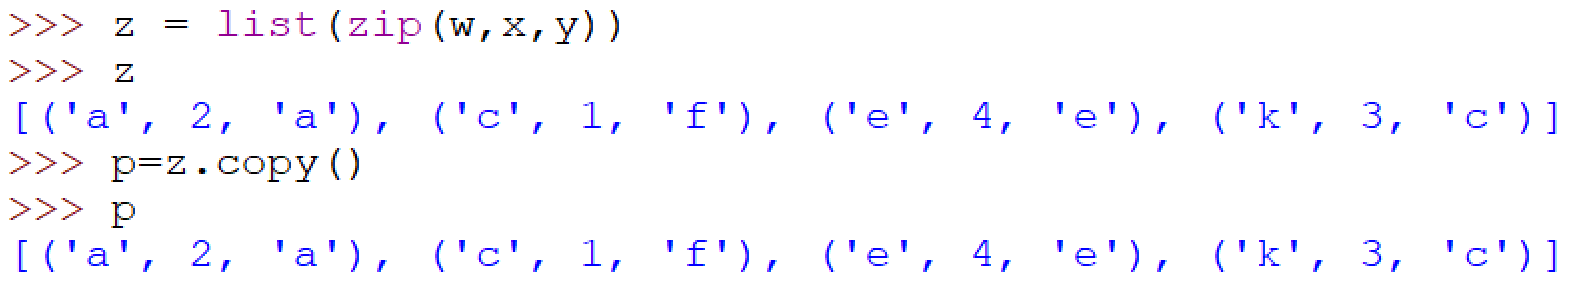 >>> z = list(zip(w,x,y))
>>> z
[('a', 2, 'a'), ('c', 1, 'f'), ('e', 4, 'e'), ('k', 3, 'c')]
>>> p=z.copy()
>>> p
[('a', 2, 'a'), ('c', 1, 'f'), ('e', 4, 'e'), ('k', 3, 'c')]